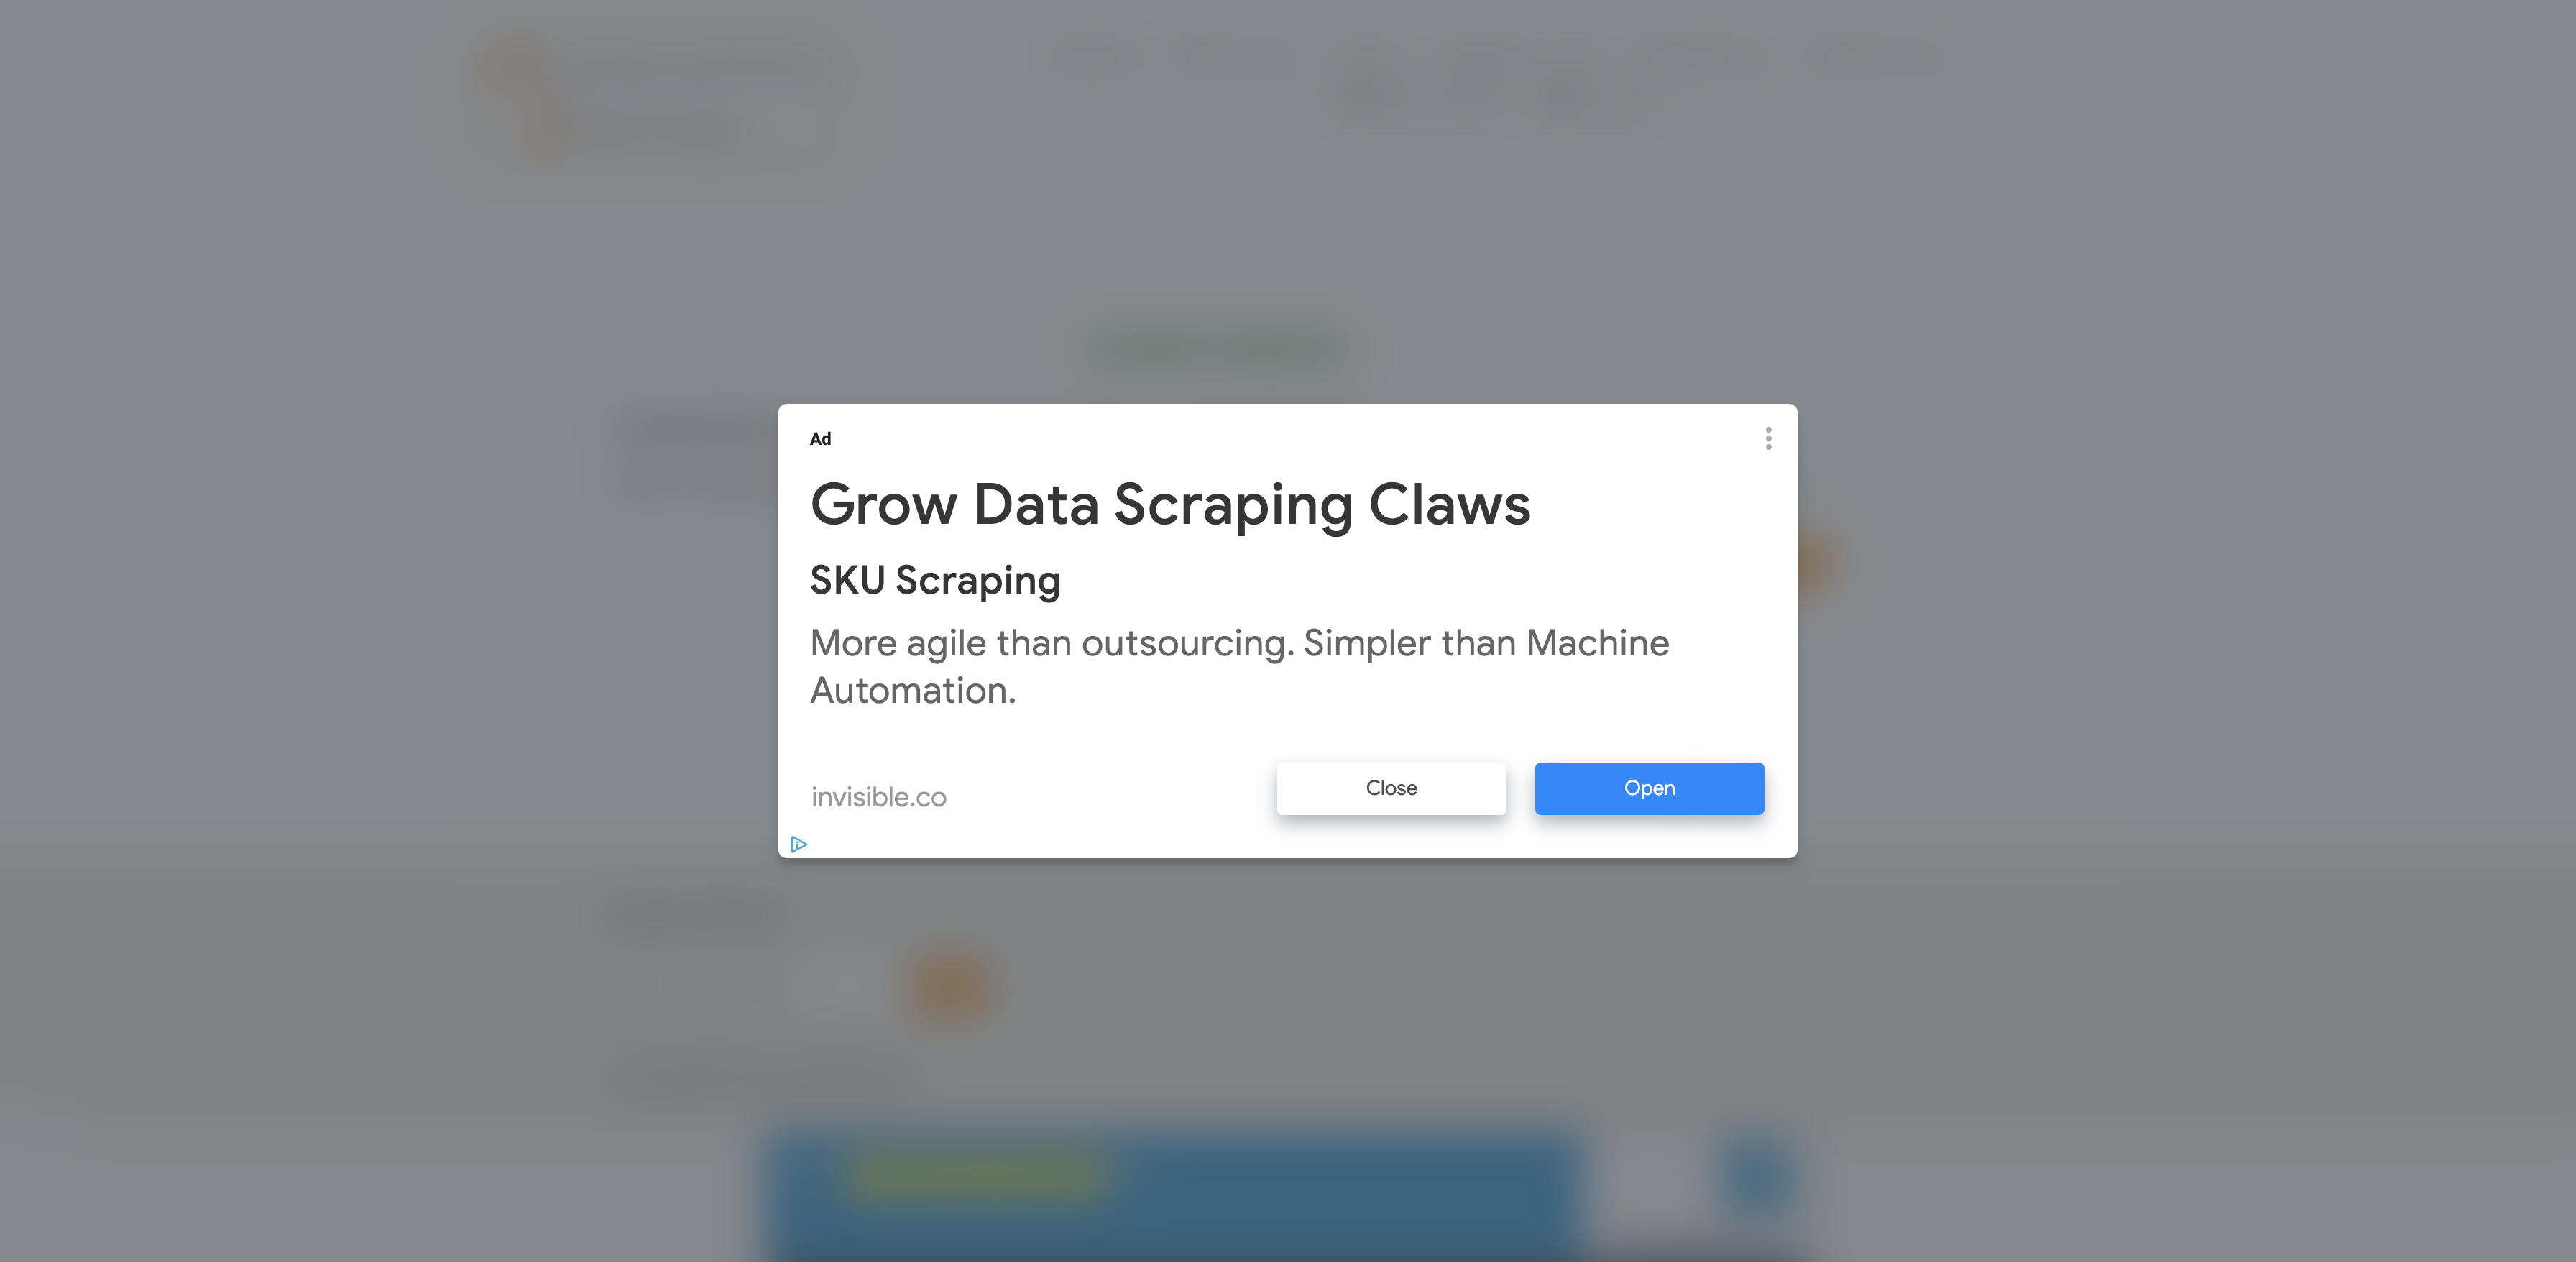 Ad
Grow Data Scraping Claws
SKU Scraping
More agile than outsourcing. Simpler than Machine
Automation.
invisible.co
Close
Open